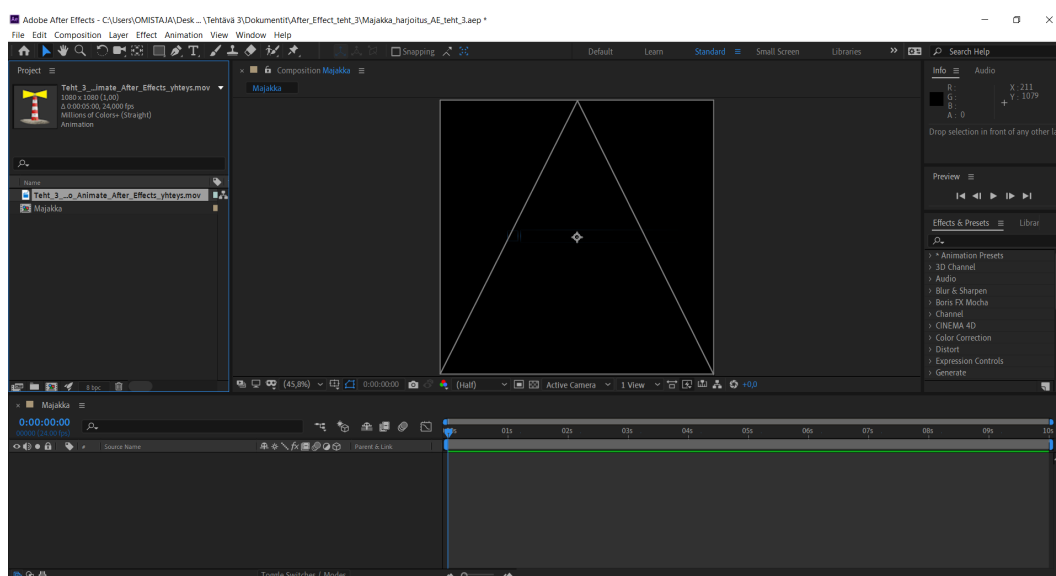 Ae Adobe After Effects - C:\Users\OMISTAJA\Desk ... \Tehtävä 3\Dokumentit\After_Effect_teht_3\Majakka_harjoitus_AE_teht_3.aep *
File Edit Composition Layer Effect Animation View Window Help
Snapping Default Learn Standard Small Screen Libraries Search Help
Project
Teht_3_...imate_After_Effects_yhteys.mov
1080 x 1080 (1,00)
Δ 0:00:05:00, 24,000 fps
Millions of Colors+ (Straight)
Animation
Name
Teht_3_...o_Animate_After_Effects_yhteys.mov
Majakka
8 bpc
Composition Majakka
Majakka
(45,8%) 0:00:00:00 (Half) Active Camera 1 View +0,0
Info Audio
R :
G :
B :
A : 0
X : 211
Y : 1079
Drop selection in front of any other la
Preview
Effects & Presets Librar
* Animation Presets
3D Channel
Audio
Blur & Sharpen
Boris FX Mocha
Channel
CINEMA 4D
Color Correction
Distort
Expression Controls
Generate
Majakka
0:00:00:00
00000 (24.00 fps)
01s 02s 03s 04s 05s 06s 07s 08s 09s 10s
# Source Name Parent & Link
Toggle Switches / Modes